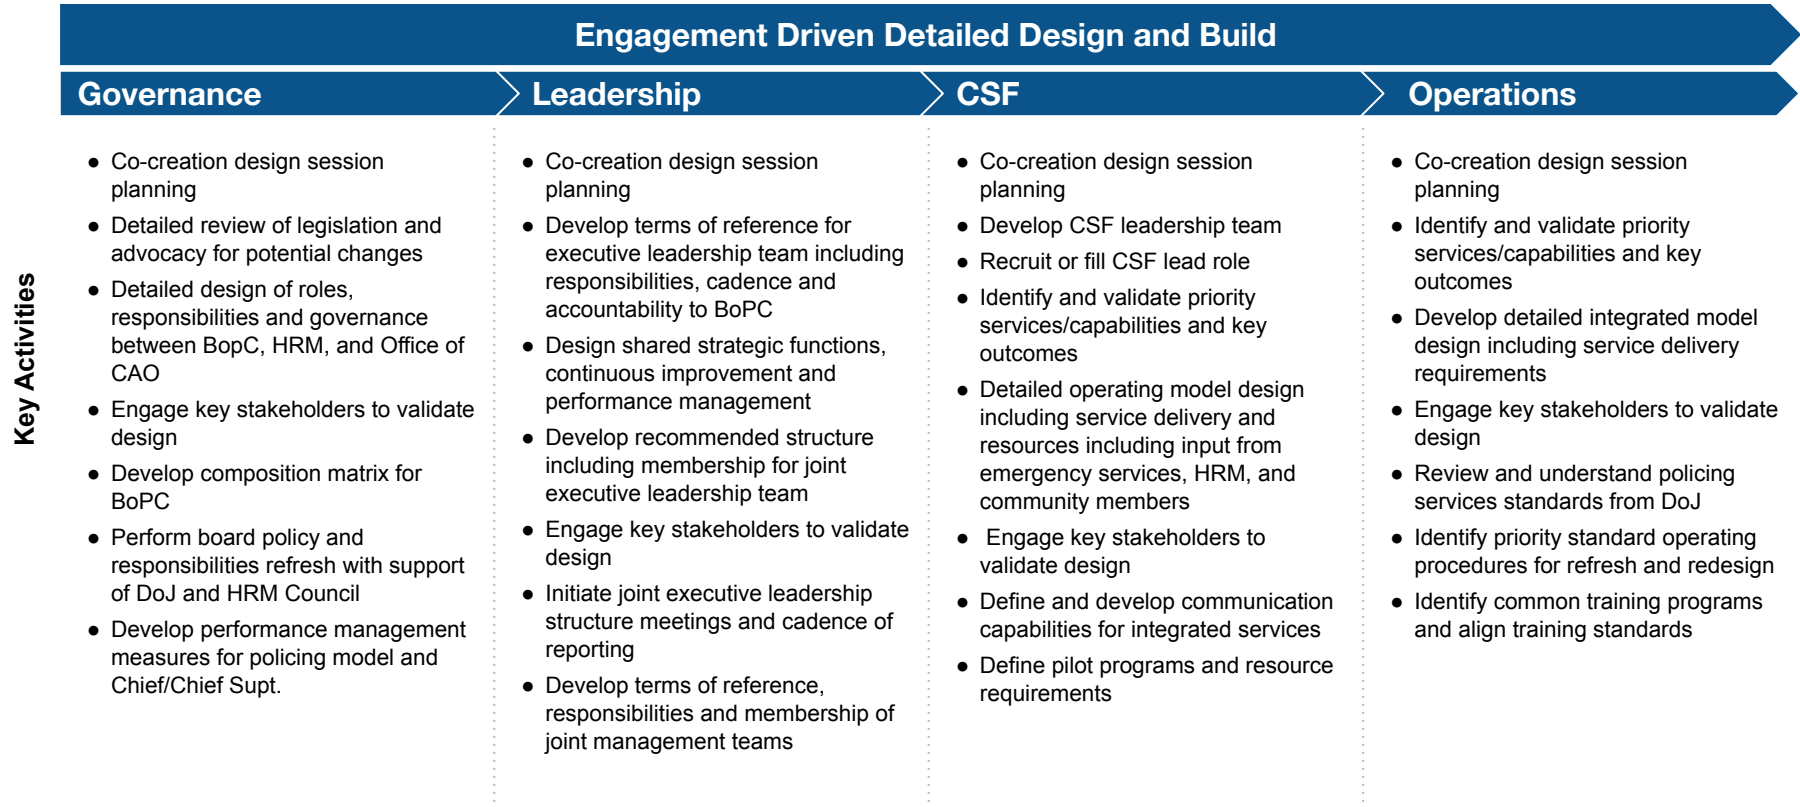 Engagement Driven Detailed Design and Build
Governance
Leadership
CSF
Operations
Key Activities
● Co-creation design session
planning
● Detailed review of legislation and
advocacy for potential changes
● Detailed design of roles,
responsibilities and governance
between BopC, HRM, and Office of
CAO
● Engage key stakeholders to validate
design
● Develop composition matrix for
BoPC
● Perform board policy and
responsibilities refresh with support
of DoJ and HRM Council
● Develop performance management
measures for policing model and
Chief/Chief Supt.
● Co-creation design session
planning
● Develop terms of reference for
executive leadership team including
responsibilities, cadence and
accountability to BoPC
● Design shared strategic functions,
continuous improvement and
performance management
● Develop recommended structure
including membership for joint
executive leadership team
● Engage key stakeholders to validate
design
● Initiate joint executive leadership
structure meetings and cadence of
reporting
● Develop terms of reference,
responsibilities and membership of
joint management teams
● Co-creation design session
planning
● Develop CSF leadership team
● Recruit or fill CSF lead role
● Identify and validate priority
services/capabilities and key
outcomes
● Detailed operating model design
including service delivery and
resources including input from
emergency services, HRM, and
community members
● Engage key stakeholders to
validate design
● Define and develop communication
capabilities for integrated services
● Define pilot programs and resource
requirements
● Co-creation design session
planning
● Identify and validate priority
services/capabilities and key
outcomes
● Develop detailed integrated model
design including service delivery
requirements
● Engage key stakeholders to validate
design
● Review and understand policing
services standards from DoJ
● Identify priority standard operating
procedures for refresh and redesign
● Identify common training programs
and align training standards